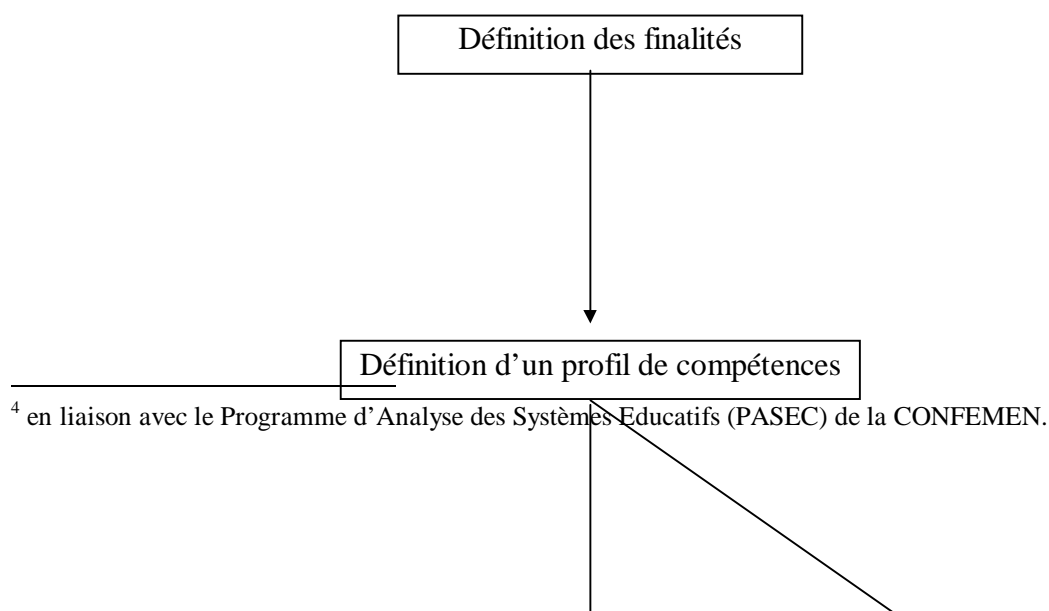 Définition des finalités
Définition d’un profil de compétences
4 en liaison avec le Programme d’Analyse des Systèmes Educatifs (PASEC) de la CONFEMEN.